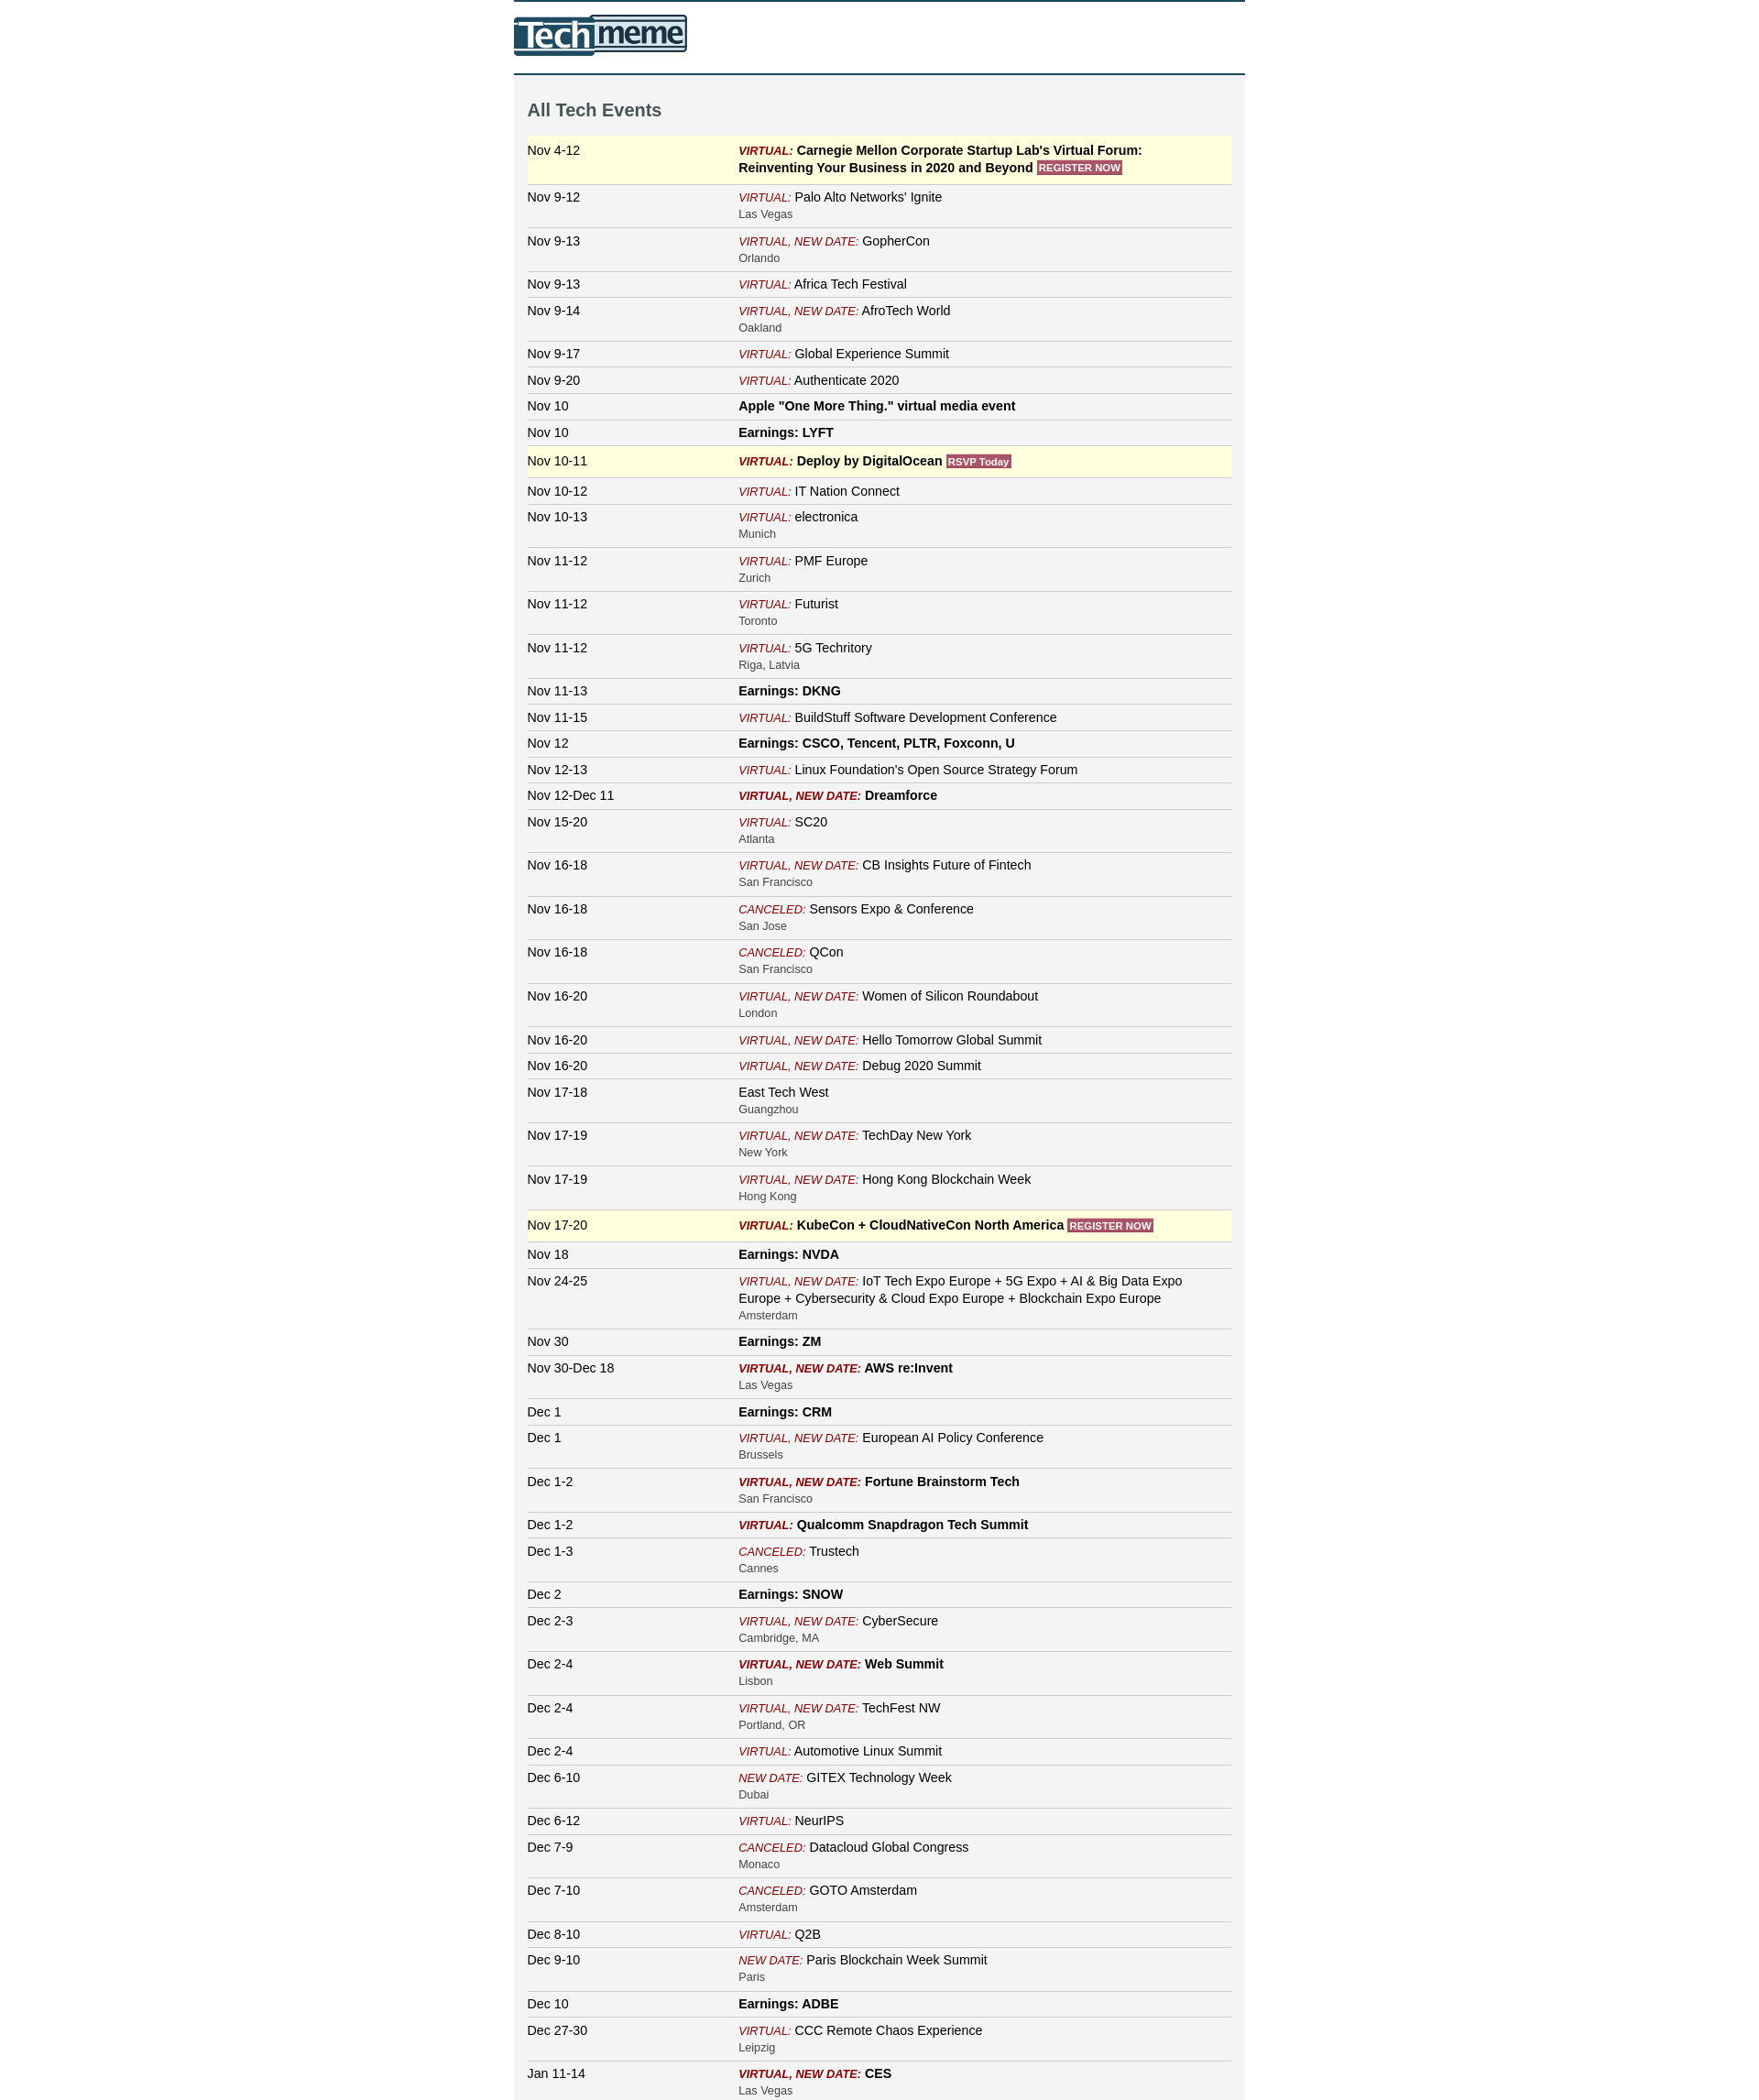 Techmeme
All Tech Events
Nov 4-12
VIRTUAL: Carnegie Mellon Corporate Startup Lab's Virtual Forum:
Reinventing Your Business in 2020 and Beyond REGISTER NOW
Nov 9-12
VIRTUAL: Palo Alto Networks' Ignite
Las Vegas
Nov 9-13
VIRTUAL, NEW DATE: GopherCon
Orlando
Nov 9-13
VIRTUAL: Africa Tech Festival
Nov 9-14
VIRTUAL, NEW DATE: AfroTech World
Oakland
Nov 9-17
VIRTUAL: Global Experience Summit
Nov 9-20
VIRTUAL: Authenticate 2020
Nov 10
Apple "One More Thing." virtual media event
Nov 10
Earnings: LYFT
Nov 10-11
VIRTUAL: Deploy by DigitalOcean RSVP Today
Nov 10-12
VIRTUAL: IT Nation Connect
Nov 10-13
VIRTUAL: electronica
Munich
Nov 11-12
VIRTUAL: PMF Europe
Zurich
Nov 11-12
VIRTUAL: Futurist
Toronto
Nov 11-12
VIRTUAL: 5G Techritory
Riga, Latvia
Nov 11-13
Earnings: DKNG
Nov 11-15
VIRTUAL: BuildStuff Software Development Conference
Nov 12
Earnings: CSCO, Tencent, PLTR, Foxconn, U
Nov 12-13
VIRTUAL: Linux Foundation's Open Source Strategy Forum
Nov 12-Dec 11
VIRTUAL, NEW DATE: Dreamforce
Nov 15-20
VIRTUAL: SC20
Atlanta
Nov 16-18
VIRTUAL, NEW DATE: CB Insights Future of Fintech
San Francisco
Nov 16-18
CANCELED: Sensors Expo & Conference
San Jose
Nov 16-18
CANCELED: QCon
San Francisco
Nov 16-20
VIRTUAL, NEW DATE: Women of Silicon Roundabout
London
Nov 16-20
VIRTUAL, NEW DATE: Hello Tomorrow Global Summit
Nov 16-20
VIRTUAL, NEW DATE: Debug 2020 Summit
Nov 17-18
East Tech West
Guangzhou
Nov 17-19
VIRTUAL, NEW DATE: TechDay New York
New York
Nov 17-19
VIRTUAL, NEW DATE: Hong Kong Blockchain Week
Hong Kong
Nov 17-20
VIRTUAL: KubeCon + CloudNativeCon North America REGISTER NOW
Nov 18
Earnings: NVDA
Nov 24-25
VIRTUAL, NEW DATE: IoT Tech Expo Europe + 5G Expo + AI & Big Data Expo
Europe + Cybersecurity & Cloud Expo Europe + Blockchain Expo Europe
Amsterdam
Nov 30
Earnings: ZM
Nov 30-Dec 18
VIRTUAL, NEW DATE: AWS re:Invent
Las Vegas
Dec 1
Earnings: CRM
Dec 1
VIRTUAL, NEW DATE: European AI Policy Conference
Brussels
Dec 1-2
VIRTUAL, NEW DATE: Fortune Brainstorm Tech
San Francisco
Dec 1-2
VIRTUAL: Qualcomm Snapdragon Tech Summit
Dec 1-3
CANCELED: Trustech
Cannes
Dec 2
Earnings: SNOW
Dec 2-3
VIRTUAL, NEW DATE: CyberSecure
Cambridge, MA
Dec 2-4
VIRTUAL, NEW DATE: Web Summit
Lisbon
Dec 2-4
VIRTUAL, NEW DATE: TechFest NW
Portland, OR
Dec 2-4
VIRTUAL: Automotive Linux Summit
Dec 6-10
NEW DATE: GITEX Technology Week
Dubai
Dec 6-12
VIRTUAL: NeurIPS
Dec 7-9
CANCELED: Datacloud Global Congress
Monaco
Dec 7-10
CANCELED: GOTO Amsterdam
Amsterdam
Dec 8-10
VIRTUAL: Q2B
Dec 9-10
NEW DATE: Paris Blockchain Week Summit
Paris
Dec 10
Earnings: ADBE
Dec 27-30
VIRTUAL: CCC Remote Chaos Experience
Leipzig
Jan 11-14
VIRTUAL, NEW DATE: CES
Las Vegas